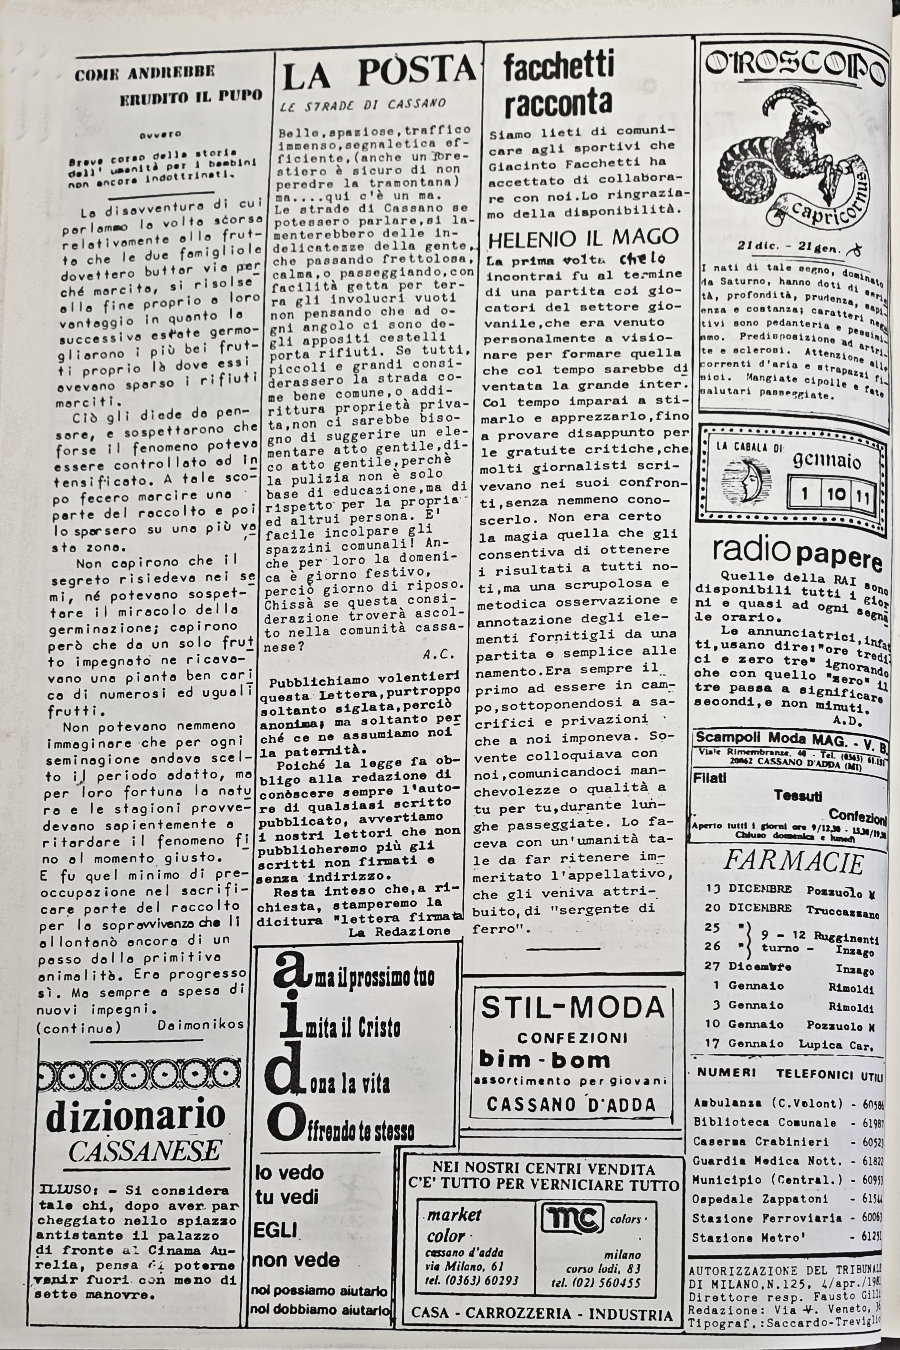 COME ANDREBBE
ERUDITO IL PUPO
ovvero
Breve corso della storia
dell' umanità per i bambini
non ancora indottrinati.
La disavventura di cui
parlammo la volta scorsa
relativamente alla frut-
ta che le due famigliole
dovettero buttar via per
ché marcita, si risolse
alla fine proprio a loro
vantaggio in quanto la
successiva estate germo-
gliarono i più bei frut-
ti proprio là dove essi
avevano sparso i rifiuti
marciti.
Ciò gli diede da pen-
sare, e sospettarono che
forse il fenomeno poteva
essere controllato ed in
tensificato. A tale sco-
po fecero marcire una
parte del raccolto e poi
lo sparsero su una più va
sta zona.
Non capirono che il
segreto risiedeva nei se
mi, né potevano sospet-
tare il miracolo della
germinazione; capirono
però che da un solo frut
to impegnato ne ricava-
vano una pianta ben cari
ca di numerosi ed uguali
frutti.
Non potevano nemmeno
immaginare che per ogni
seminagione andava scel-
to il periodo adatto, ma
per loro fortuna la natu
ra e le stagioni provve-
devano sapientemente a
ritardare il fenomeno fi
no al momento giusto.
E fu quel minimo di pre-
occupazione nel sacrifi-
care parte del raccolto
per la sopravvivenza che li
allontanò ancora di un
passo dalla primitiva
animalità. Era progresso
sì. Ma sempre a spesa di
nuovi impegni.
(continua) Daimonikos
dizionario
CASSANESE
ILLUSO: - Si considera
tale chi, dopo aver par
cheggiato nello spiazzo
antistante il palazzo
di fronte al Cinama Au-
relia, pensa di poterne
venir fuori con meno di
sette manovre.
LA POSTA
LE STRADE DI CASSANO
Belle,spaziose,traffico
immenso,segnaletica ef-
ficiente,(anche un fore-
stiero è sicuro di non
peredre la tramontana)
ma....qui c'è un ma.
Le strade di Cassano se
potessero parlare,si la-
menterebbero delle in-
delicatezze della gente,
che passando frettolosa,
calma,o passeggiando,con
facilità getta per ter-
ra gli involucri vuoti
non pensando che ad o-
gni angolo ci sono de-
gli appositi cestelli
porta rifiuti. Se tutti,
piccoli e grandi consi-
derassero la strada co-
me bene comune,o addi-
rittura proprietà priva-
ta,non ci sarebbe biso-
gno di suggerire un ele-
mentare atto gentile,di-
co atto gentile,perchè
la pulizia non è solo
base di educazione,ma di
rispetto per la propria
ed altrui persona. E'
facile incolpare gli
spazzini comunali! An-
che per loro la domeni-
ca è giorno festivo,
perciò giorno di riposo.
Chissà se questa consi-
derazione troverà ascol-
to nella comunità cassa-
nese?
A.C.
Pubblichiamo volentieri
questa lettera,purtroppo
soltanto siglata,perciò
anonima; ma soltanto per
ché ce ne assumiamo noi
la paternità.
Poiché la legge fa ob-
bligo alla redazione di
conoscere sempre l'auto-
re di qualsiasi scritto
pubblicato, avvertiamo
i nostri lettori che non
pubblicheremo più gli
scritti non firmati e
senza indirizzo.
Resta inteso che,a ri-
chiesta, stamperemo la
dicitura "lettera firmata
La Redazione
ama il prossimo tuo
imita il Cristo
dona la vita
Offrendo te stesso
Io vedo
tu vedi
EGLI
non vede
noi possiamo aiutarlo
noi dobbiamo aiutarlo
facchetti
racconta
Siamo lieti di comuni-
care agli sportivi che
Giacinto Facchetti ha
accettato di collabora-
re con noi.Lo ringrazia-
mo della disponibilità.
HELENIO IL MAGO
La prima volta che lo
incontrai fu al termine
di una partita coi gio-
catori del settore gio-
vanile,che era venuto
personalmente a visio-
nare per formare quella
che col tempo sarebbe di
ventata la grande inter.
Col tempo imparai a sti-
marlo e apprezzarlo,fino
a provare disappunto per
le gratuite critiche,che
molti giornalisti scri-
vevano nei suoi confron-
ti,senza nemmeno cono-
scerlo. Non era certo
la magia quella che gli
consentiva di ottenere
i risultati a tutti no-
ti,ma una scrupolosa e
metodica osservazione e
annotazione degli ele-
menti fornitigli da una
partita e semplice alle
namento.Era sempre il
primo ad essere in cam-
po,sottoponendosi a sa-
crifici e privazioni
che a noi imponeva. So-
vente colloquiava con
noi,comunicandoci man-
chevolezze o qualità a
tu per tu,durante lun-
ghe passeggiate. Lo fa-
ceva con un'umanità ta-
le da far ritenere im-
meritato l'appellativo,
che gli veniva attri-
buito,di "sergente di
ferro".
STIL-MODA
CONFEZIONI
bim-bom
assortimento per giovani
CASSANO D'ADDA
NEI NOSTRI CENTRI VENDITA
C'E' TUTTO PER VERNICIARE TUTTO
market
color
cassano d'adda
via Milano, 61
tel. (0363) 60293
mc colors
milano
corso lodi, 83
tel. (02) 560455
CASA - CARROZZERIA - INDUSTRIA
OROSCOPO
capricornus
21 dic. - 21 gen.
I nati di tale segno, dominato
da Saturno, hanno doti di serie
tà, profondità, prudenza, sapi-
enza e costanza; caratteri nega
tivi sono pedanteria e pessimi
smo. Predisposizione ad artri-
te e sclerosi. Attenzione alle
correnti d'aria e strapazzi fi-
sici. Mangiate cipolle e fate
salutari passeggiate.
LA CABALA DI
gennaio
1 10 11
radio papere
Quelle della RAI sono
disponibili tutti i gior
ni e quasi ad ogni segna
le orario.
Le annunciatrici,infat
ti,usano dire:"ore tredi
ci e zero tre" ignorando
che con quello "zero" il
tre passa a significare
secondi,e non minuti.
A.D.
Scampoli Moda MAG. - V. B.
Viale Rimembranze, 60 - Tel. (0363) 61.131
20062 CASSANO D'ADDA (MI)
Filati
Tessuti
Confezioni
Aperto tutti i giorni ore 9/12,30 - 15,30/19,30
Chiuso domenica e lunedì
FARMACIE
13 DICEMBRE Pozzuolo M
20 DICEMBRE Truccazzano
25 " 9 - 12 Rugginenti
26 " turno - Inzago
27 Dicembre Inzago
1 Gennaio Rimoldi
3 Gennaio Rimoldi
10 Gennaio Pozzuolo M
17 Gennaio Lupica Car.
NUMERI TELEFONICI UTILI
Ambulanza (C.Volont) - 60586
Biblioteca Comunale - 61987
Caserma Crabinieri - 60523
Guardia Medica Nott. - 61822
Municipio (Central.) - 60953
Ospedale Zappatoni - 61544
Stazione Ferroviaria - 60067
Stazione Metro' - 61251
AUTORIZZAZIONE DEL TRIBUNALE
DI MILANO,N.125, 4/apr./198
Direttore resp. Fausto Gilli
Redazione: Via V. Veneto,
Tipograf,:Saccardo-Treviglio